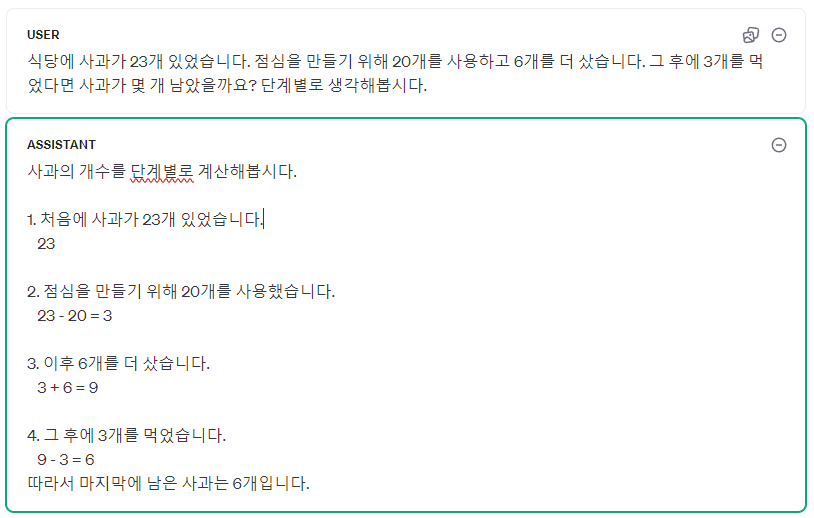 USER
식당에 사과가 23개 있었습니다. 점심을 만들기 위해 20개를 사용하고 6개를 더 샀습니다. 그 후에 3개를 먹
었다면 사과가 몇 개 남았을까요? 단계별로 생각해봅시다.
ASSISTANT
사과의 개수를 단계별로 계산해봅시다.
1. 처음에 사과가 23개 있었습니다.
23
2. 점심을 만들기 위해 20개를 사용했습니다.
23 - 20 = 3
3. 이후 6개를 더 샀습니다.
3 + 6 = 9
4. 그 후에 3개를 먹었습니다.
9 - 3 = 6
따라서 마지막에 남은 사과는 6개입니다.